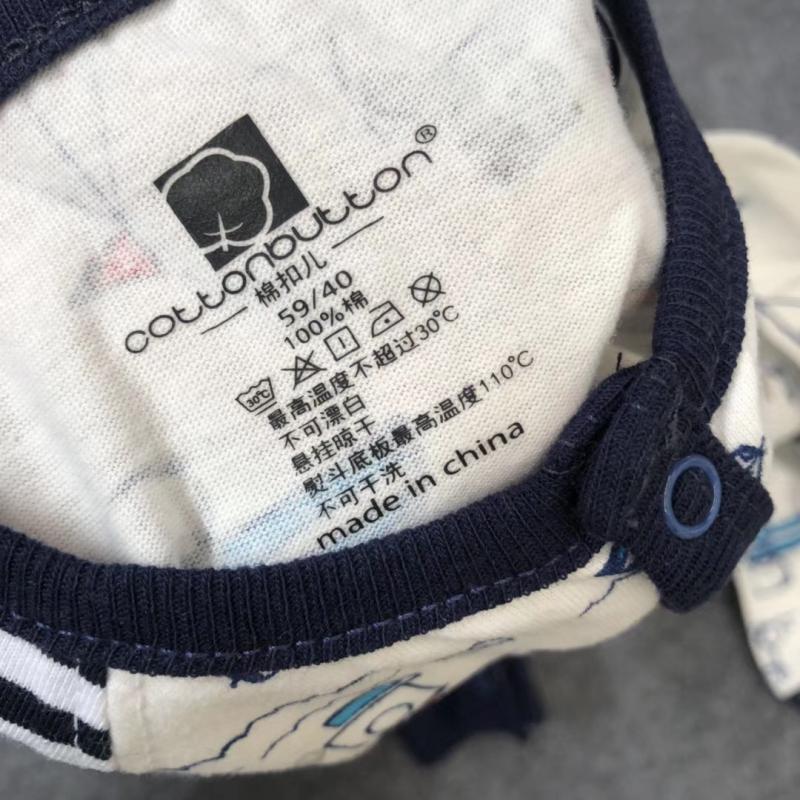 cottonbutton®
棉扣儿
59/40
100%棉
30℃
最高温度不超过30℃
不可漂白
悬挂晾干
熨斗底板最高温度110℃
不可干洗
made in china